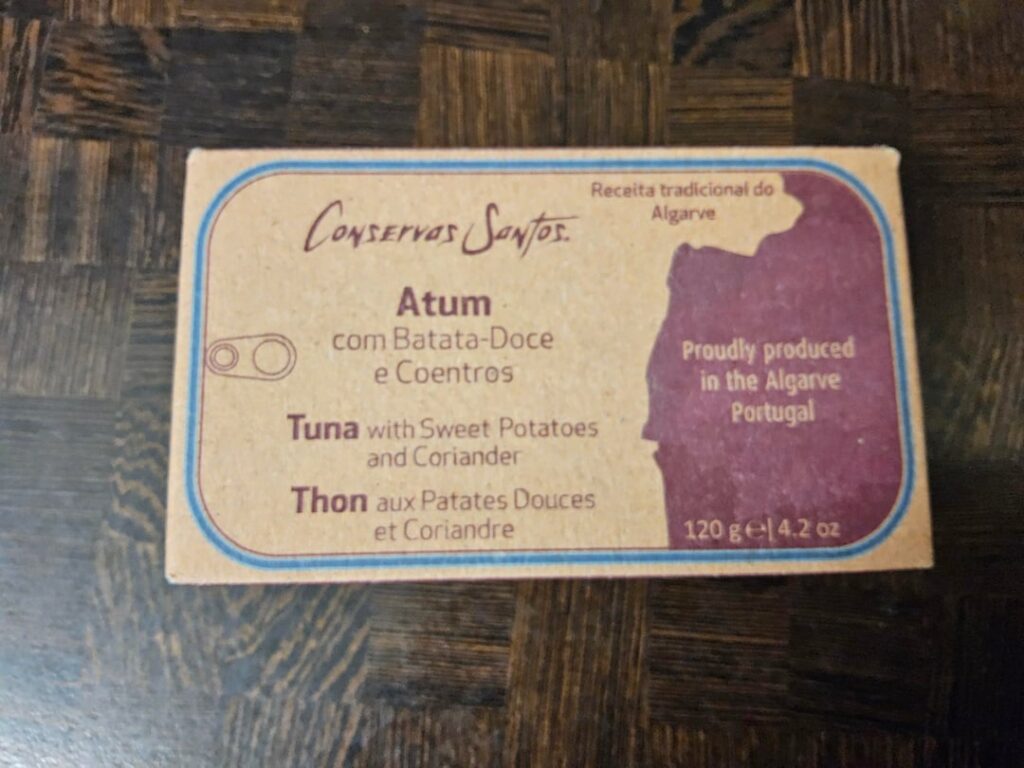 Conservas Santos.
Receita tradicional do
Algarve
Atum
com Batata-Doce
e Coentros
Tuna with Sweet Potatoes
and Coriander
Thon aux Patates Douces
et Coriandre
Proudly produced
in the Algarve
Portugal
120 g ℮| 4.2 oz